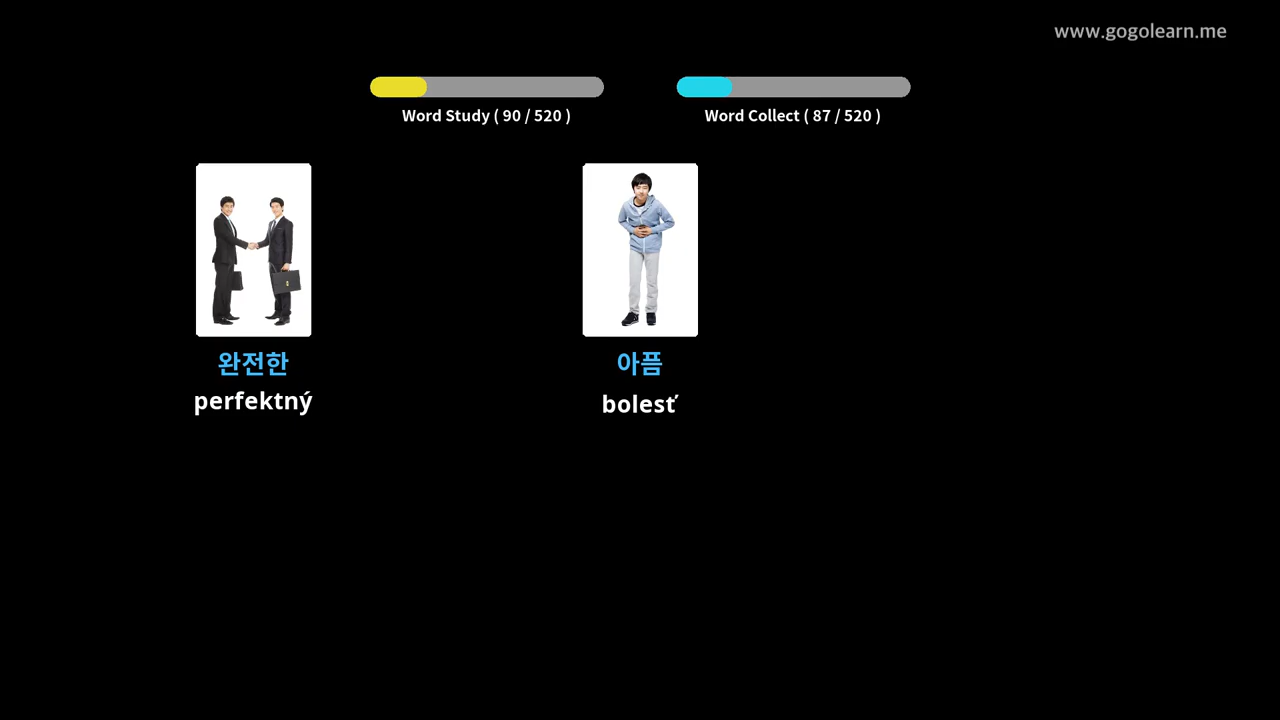 www.gogolearn.me
Word Study ( 90 / 520 )
Word Collect ( 87 / 520 )
완전한
perfektný
아픔
bolesť